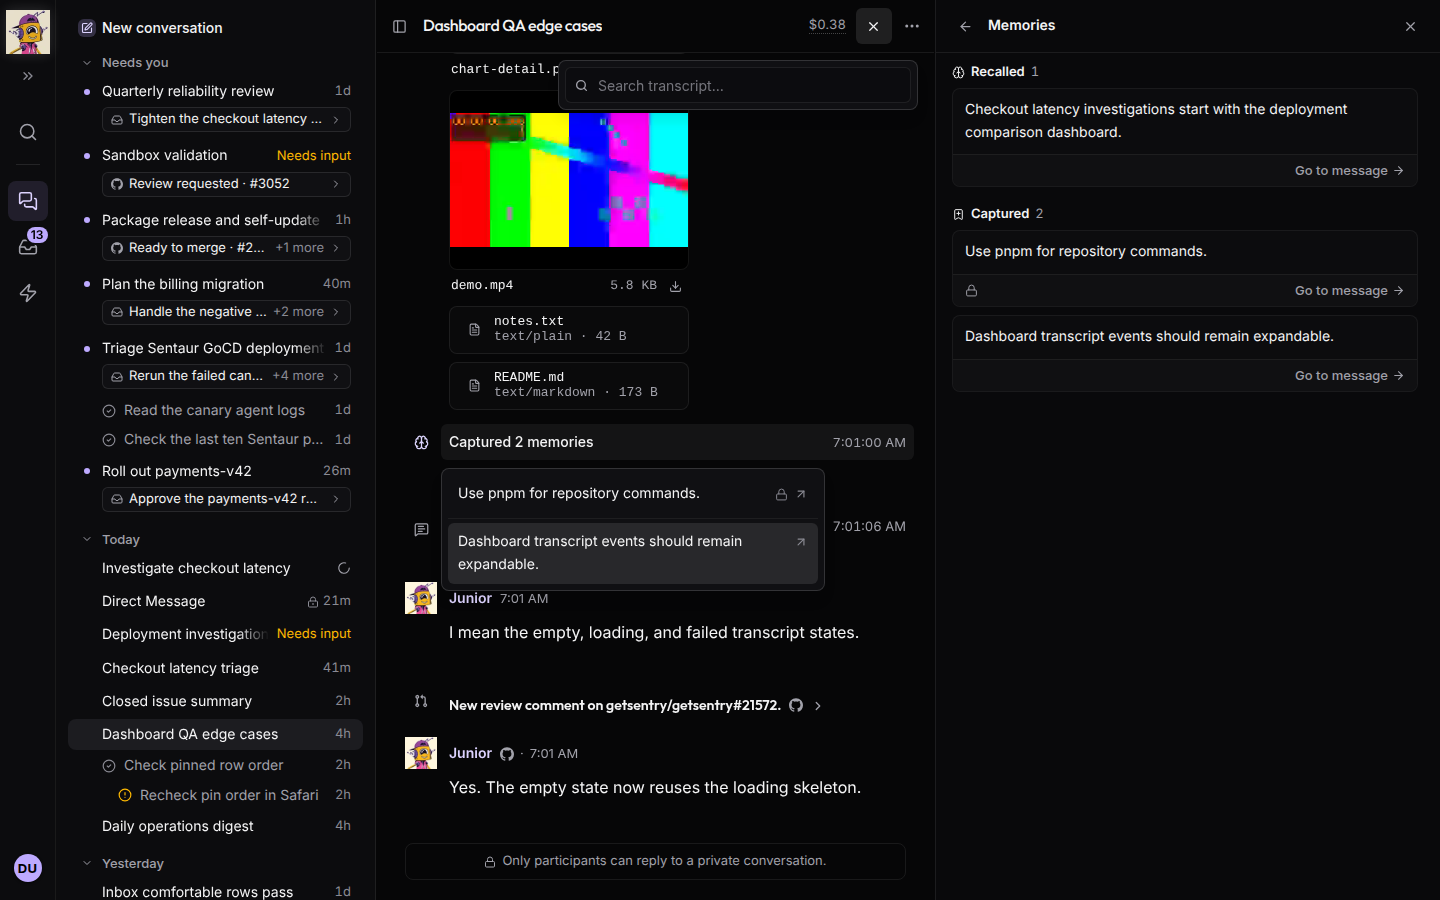 New conversation
Needs you
Quarterly reliability review 1d
Tighten the checkout latency ...
Sandbox validation Needs input
Review requested · #3052
Package release and self-update 1h
Ready to merge · #2... +1 more
Plan the billing migration 40m
Handle the negative ... +2 more
Triage Sentaur GoCD deployment 1d
Rerun the failed can... +4 more
Read the canary agent logs 1d
Check the last ten Sentaur p... 1d
Roll out payments-v42 26m
Approve the payments-v42 r...
Today
Investigate checkout latency
Direct Message 21m
Deployment investigation Needs input
Checkout latency triage 41m
Closed issue summary 2h
Dashboard QA edge cases 4h
Check pinned row order 2h
Recheck pin order in Safari 2h
Daily operations digest 4h
Yesterday
Inbox comfortable rows pass 1d
13
DU
Dashboard QA edge cases $0.38
Search transcript...
chart-detail.p
demo.mp4 5.8 KB
notes.txt
text/plain · 42 B
README.md
text/markdown · 173 B
Captured 2 memories 7:01:00 AM
Use pnpm for repository commands.
Dashboard transcript events should remain
expandable.
7:01:06 AM
Junior 7:01 AM
I mean the empty, loading, and failed transcript states.
New review comment on getsentry/getsentry#21572.
Junior · 7:01 AM
Yes. The empty state now reuses the loading skeleton.
Only participants can reply to a private conversation.
Memories
Recalled 1
Checkout latency investigations start with the deployment
comparison dashboard.
Go to message
Captured 2
Use pnpm for repository commands.
Go to message
Dashboard transcript events should remain expandable.
Go to message